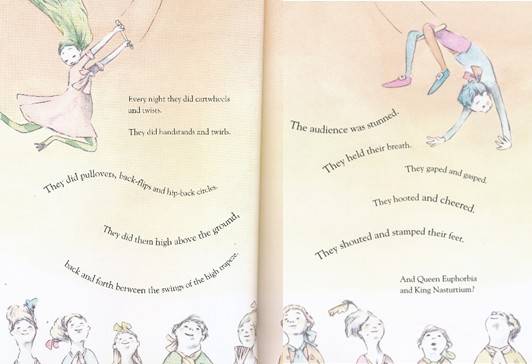 Every night they did cartwheels
and twists.
They did handstands and twirls.
They did pullovers, back-flips and hip-back circles.
They did them high above the ground,
back and forth between the swings of the high trapeze.
The audience was stunned.
They held their breath.
They gaped and gasped.
They hooted and cheered.
They shouted and stamped their feet.
And Queen Euphorbia
and King Nasturtium?